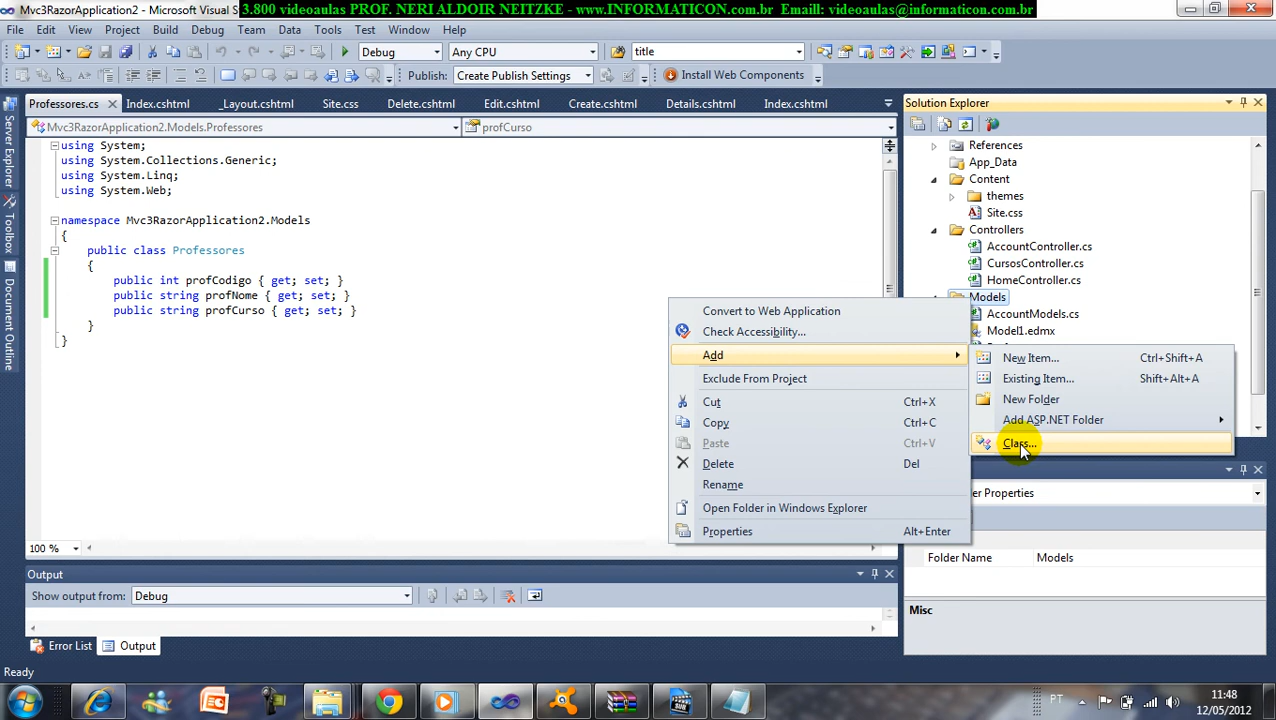 Mvc3RazorApplication2 - Microsoft Visual S
3.800 videoaulas PROF. NERI ALDOIR NEITZKE - www.INFORMATICON.com.br Emaill: videoaulas@informaticon.com.br
File Edit View Project Build Debug Team Data Tools Test Window Help
Debug Any CPU title
Publish: Create Publish Settings Install Web Components
Professores.cs Index.cshtml _Layout.cshtml Site.css Delete.cshtml Edit.cshtml Create.cshtml Details.cshtml Index.cshtml
Mvc3RazorApplication2.Models.Professores profCurso
using System;
using System.Collections.Generic;
using System.Linq;
using System.Web;
namespace Mvc3RazorApplication2.Models
{
public class Professores
{
public int profCodigo { get; set; }
public string profNome { get; set; }
public string profCurso { get; set; }
}
}
100 %
Server Explorer
Toolbox
Document Outline
Solution Explorer
References
App_Data
Content
themes
Site.css
Controllers
AccountController.cs
CursosController.cs
HomeController.cs
Models
AccountModels.cs
Model1.edmx
Convert to Web Application
Check Accessibility...
Add
Exclude From Project
Cut Ctrl+X
Copy Ctrl+C
Paste Ctrl+V
Delete Del
Rename
Open Folder in Windows Explorer
Properties Alt+Enter
New Item... Ctrl+Shift+A
Existing Item... Shift+Alt+A
New Folder
Add ASP.NET Folder
Class...
er Properties
Folder Name Models
Misc
Output
Show output from: Debug
Error List Output
Ready
PT
11:48
12/05/2012